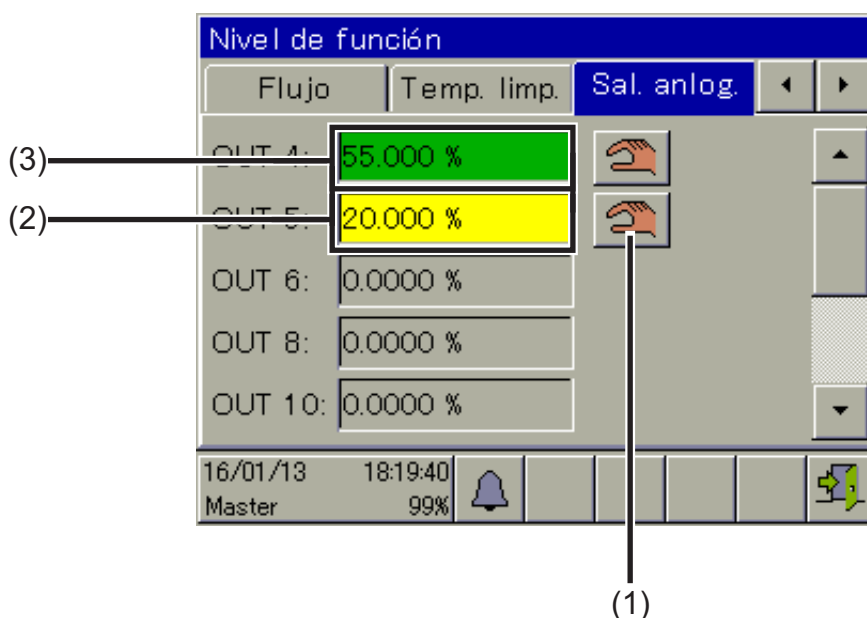 Nivel de función
Flujo Temp. limp. Sal. anlog.
(3) OUT 4: 55.000 %
(2) OUT 5: 20.000 %
OUT 6: 0.0000 %
OUT 8: 0.0000 %
OUT 10: 0.0000 %
16/01/13 18:19:40
Master 99%
(1)